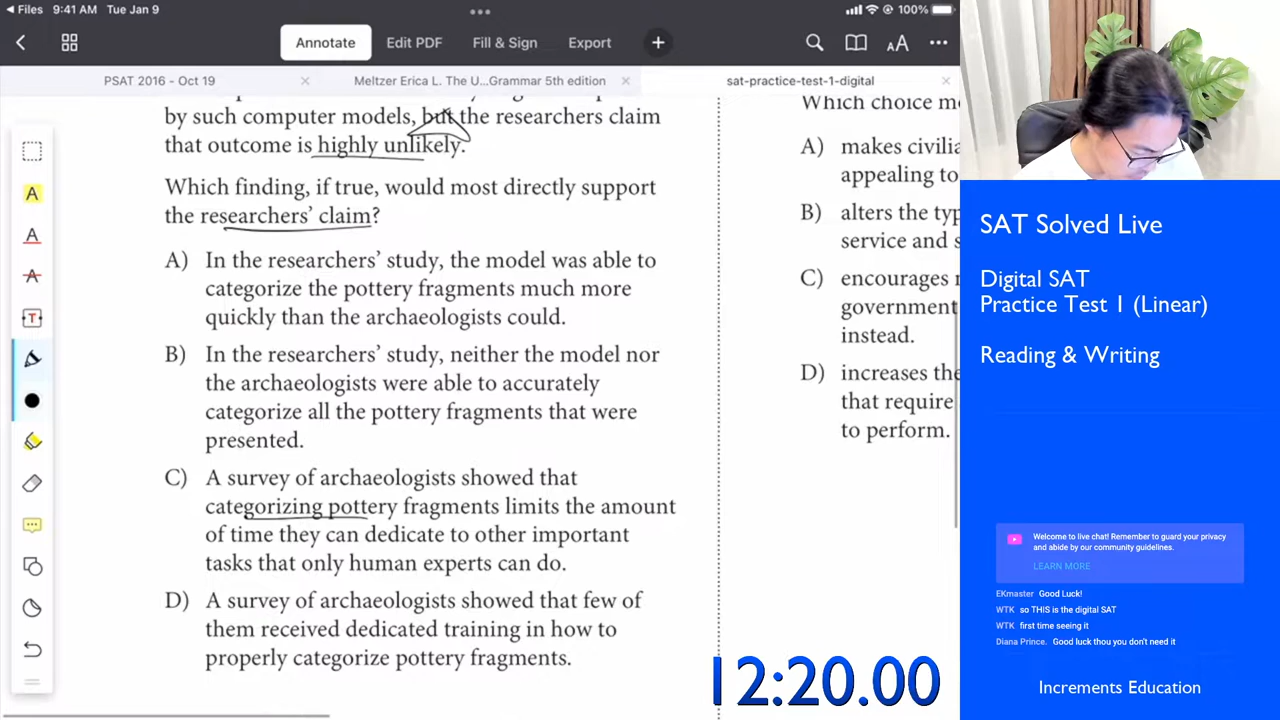 Files 9:41 AM Tue Jan 9
100%
Annotate Edit PDF Fill & Sign Export
PSAT 2016 - Oct 19
Meltzer Erica L. The U...Grammar 5th edition
sat-practice-test-1-digital
by such computer models, but the researchers claim
that outcome is highly unlikely.
Which finding, if true, would most directly support
the researchers' claim?
A) In the researchers' study, the model was able to
categorize the pottery fragments much more
quickly than the archaeologists could.
B) In the researchers' study, neither the model nor
the archaeologists were able to accurately
categorize all the pottery fragments that were
presented.
C) A survey of archaeologists showed that
categorizing pottery fragments limits the amount
of time they can dedicate to other important
tasks that only human experts can do.
D) A survey of archaeologists showed that few of
them received dedicated training in how to
properly categorize pottery fragments.
Which choice
A) makes
appealing to
B) alters the
service and
C) encourages
government
instead.
D) increases
that require
to perform.
12:20.00
SAT Solved Live
Digital SAT
Practice Test 1 (Linear)
Reading & Writing
Welcome to live chat! Remember to guard your privacy
and abide by our community guidelines.
LEARN MORE
EKmaster Good Luck!
WTK so THIS is the digital SAT
WTK first time seeing it
Diana Prince. Good luck thou you don't need it
Increments Education